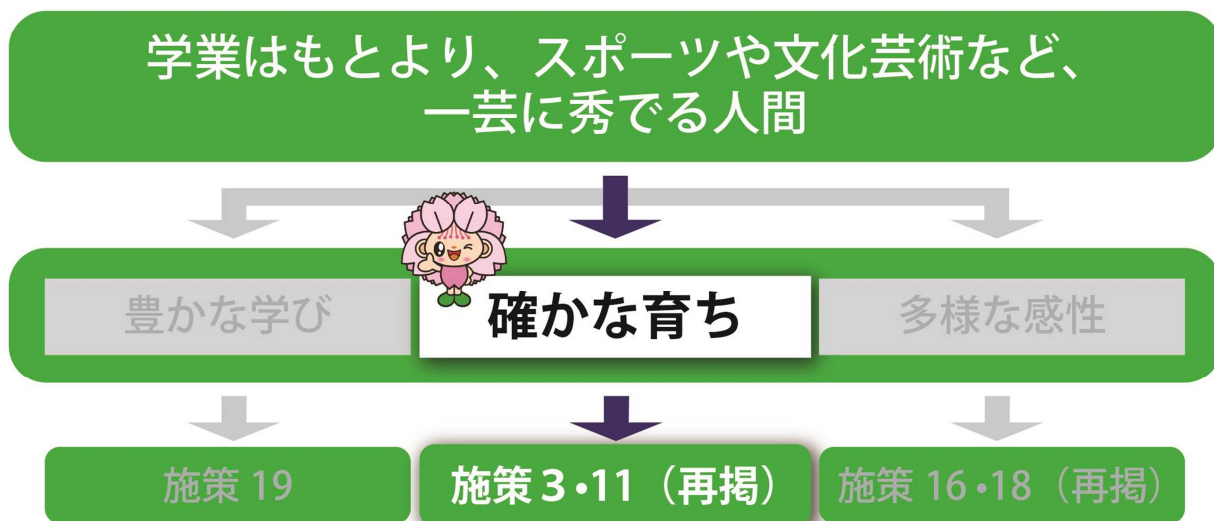 学業はもとより、スポーツや文化芸術など、
一芸に秀でる人間
豊かな学び
確かな育ち
多様な感性
施策 19
施策 3・11（再掲）
施策 16・18（再掲）